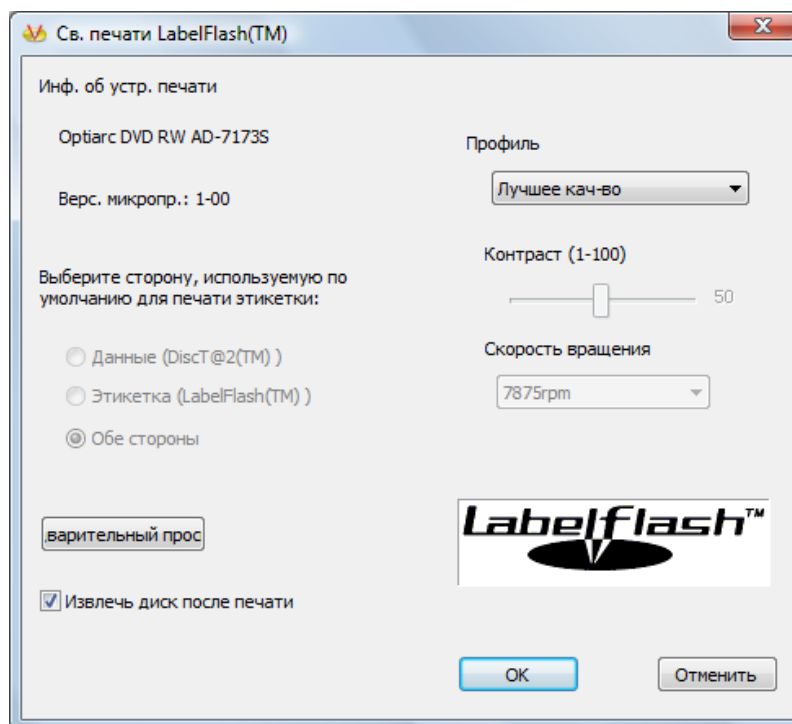 Св. печати LabelFlash(TM)
Инф. об устр. печати
Optiarc DVD RW AD-7173S
Верс. микропр.: 1-00
Выберите сторону, используемую по
умолчанию для печати этикетки:
Данные (DiscT@2(TM) )
Этикетка (LabelFlash(TM) )
Обе стороны
варительный прос
Извлечь диск после печати
Профиль
Лучшее кач-во
Контраст (1-100)
50
Скорость вращения
7875rpm
Labelflash™
OK
Отменить